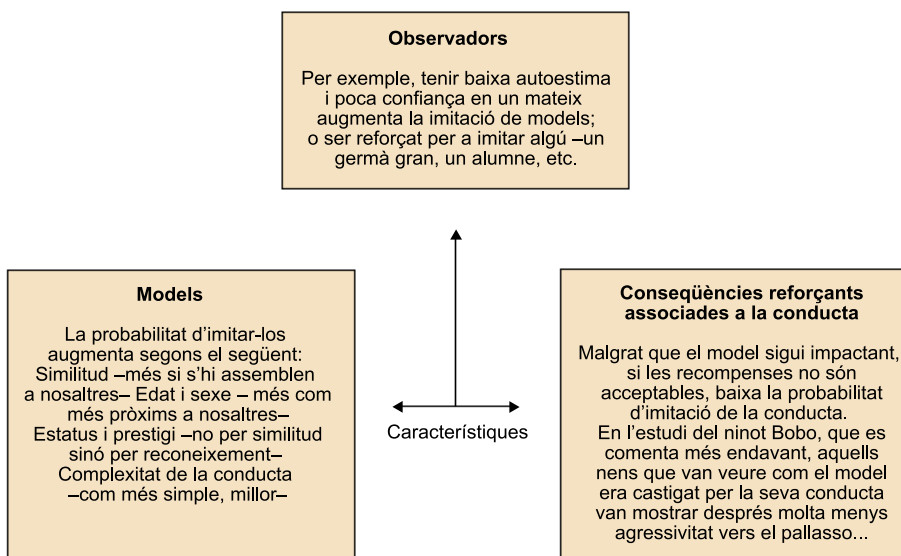 Observadors
Per exemple, tenir baixa autoestima
i poca confiança en un mateix
augmenta la imitació de models;
o ser reforçat per a imitar algú –un
germà gran, un alumne, etc.
Models
La probabilitat d’imitar-los
augmenta segons el següent:
Similitud –més si s’hi assemblen
a nosaltres– Edat i sexe – més com
més pròxims a nosaltres–
Estatus i prestigi –no per similitud
sinó per reconeixement–
Complexitat de la conducta
–com més simple, millor–
Característiques
Conseqüències reforçants
associades a la conducta
Malgrat que el model sigui impactant,
si les recompenses no són
acceptables, baixa la probabilitat
d’imitació de la conducta.
En l’estudi del ninot Bobo, que es
comenta més endavant, aquells
nens que van veure com el model
era castigat per la seva conducta
van mostrar després molta menys
agressivitat vers el pallasso...